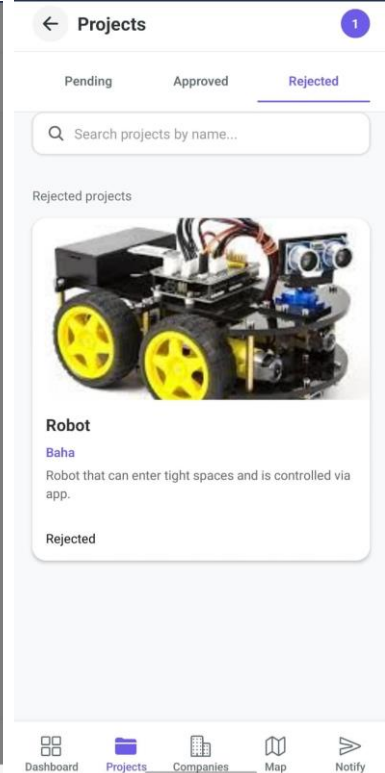 Projects
1
Pending Approved Rejected
Search projects by name...
Rejected projects
Robot
Baha
Robot that can enter tight spaces and is controlled via
app.
Rejected
Dashboard Projects Companies Map Notify